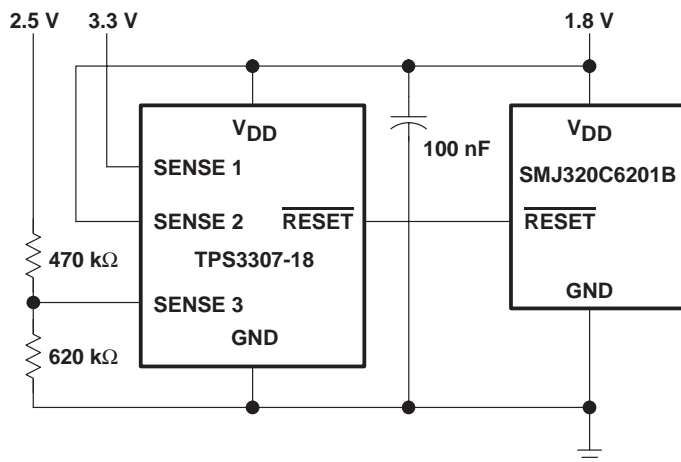 2.5 V 3.3 V 1.8 V
VDD VDD
100 nF
SENSE 1
SMJ320C6201B
SENSE 2 RESET RESET
470 kΩ
TPS3307-18
SENSE 3
GND
GND
620 kΩ